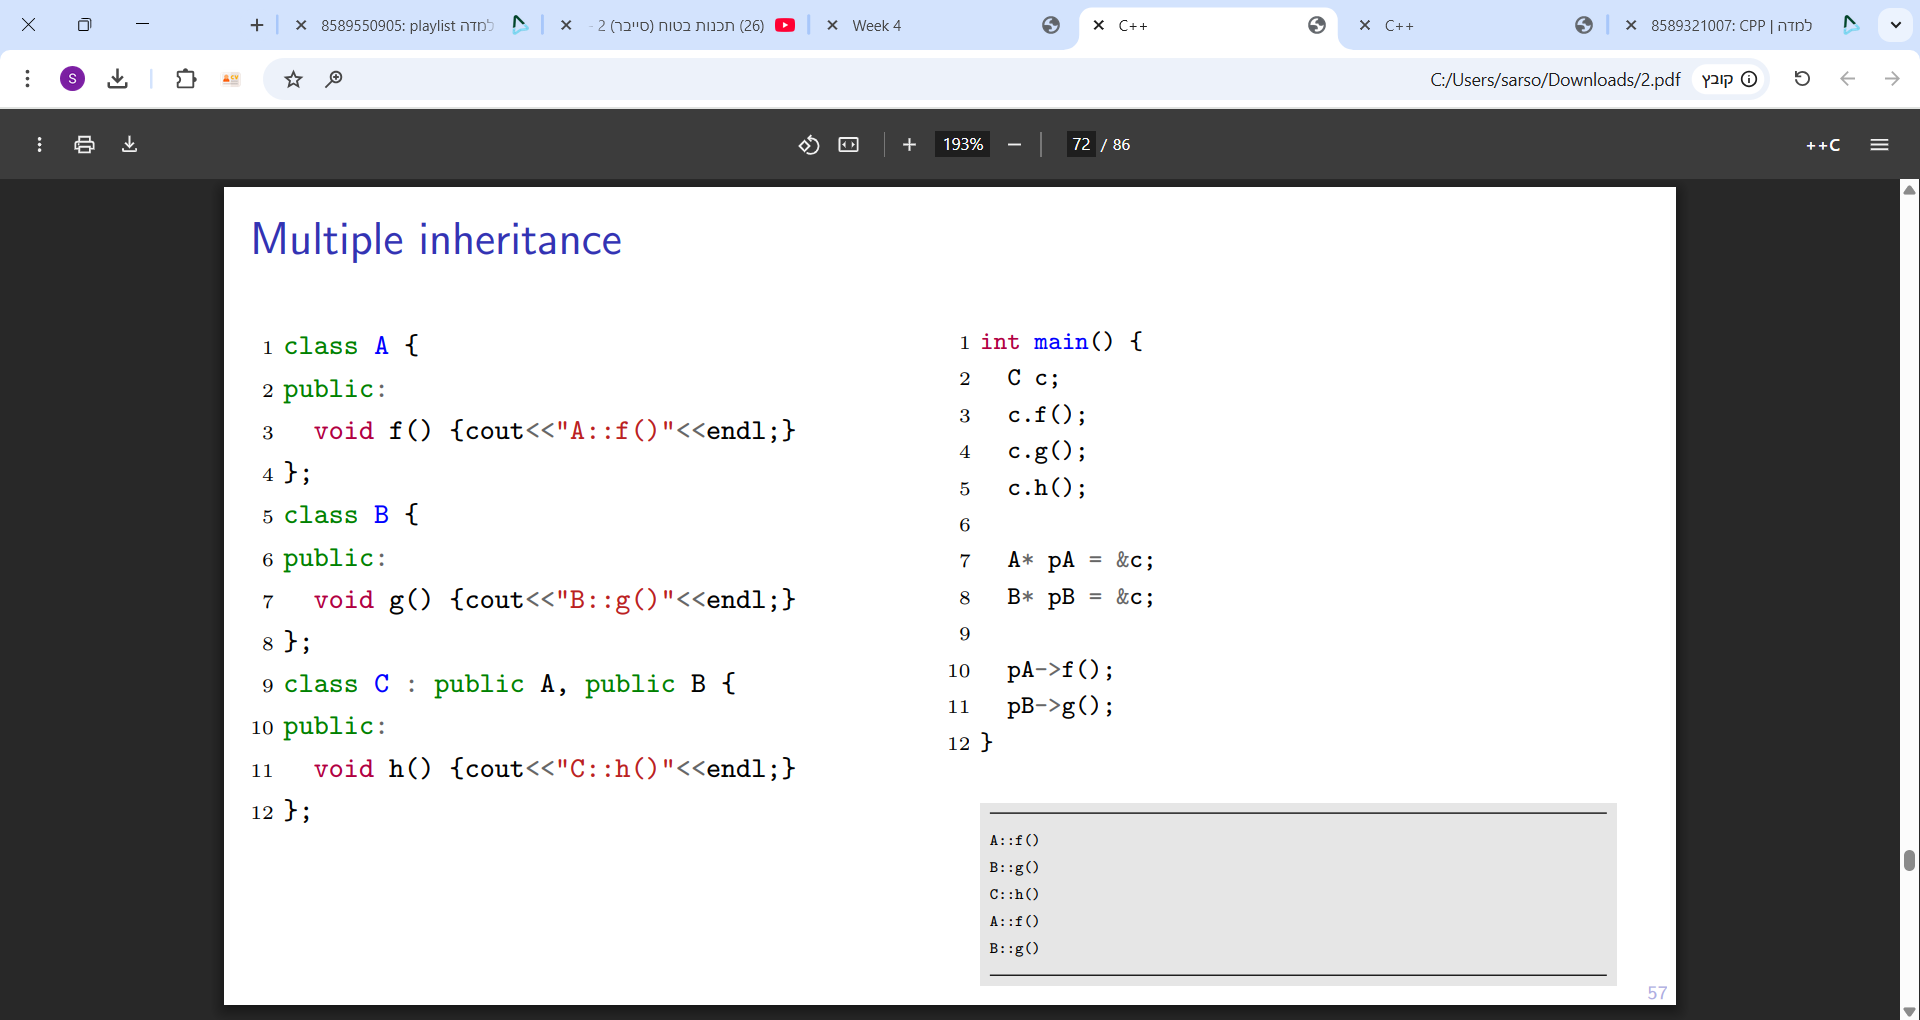 8589550905: playlist למדה
(26) תכנות בטוח (סייבר) 2 -
Week 4
C++
C++
למדה | 8589321007: CPP
S
C:/Users/sarso/Downloads/2.pdf
קובץ
193%
72 / 86
++C
Multiple inheritance
1 class A {
2 public:
3 void f() {cout<<"A::f()"<<endl;}
4 };
5 class B {
6 public:
7 void g() {cout<<"B::g()"<<endl;}
8 };
9 class C : public A, public B {
10 public:
11 void h() {cout<<"C::h()"<<endl;}
12 };
1 int main() {
2 C c;
3 c.f();
4 c.g();
5 c.h();
6
7 A* pA = &c;
8 B* pB = &c;
9
10 pA->f();
11 pB->g();
12 }
A::f()
B::g()
C::h()
A::f()
B::g()
57